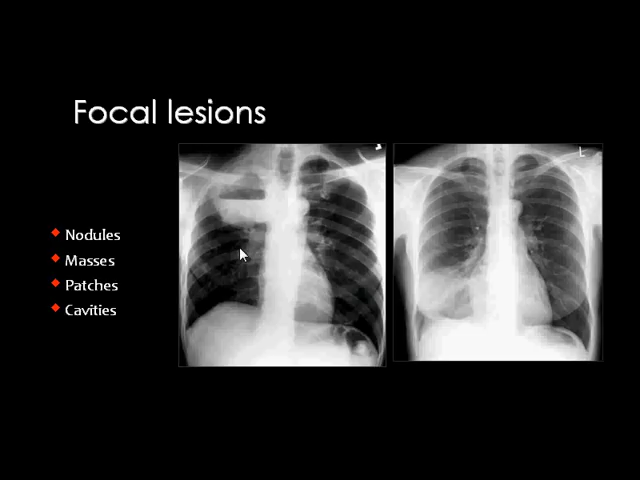 Focal lesions
Nodules
Masses
Patches
Cavities
L